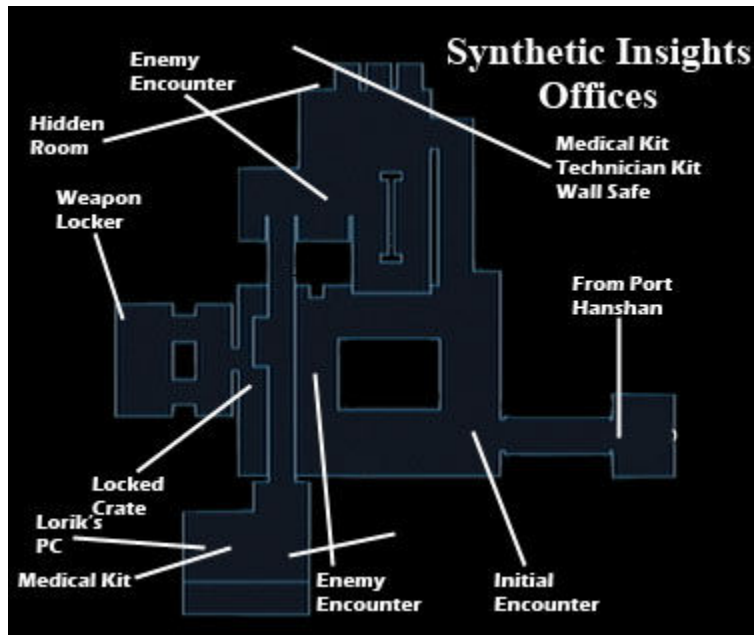 Synthetic Insights
Offices
Enemy
Encounter
Hidden
Room
Medical Kit
Technician Kit
Wall Safe
Weapon
Locker
From Port
Hanshan
Locked
Crate
Lorik's
PC
Medical Kit
Enemy
Encounter
Initial
Encounter